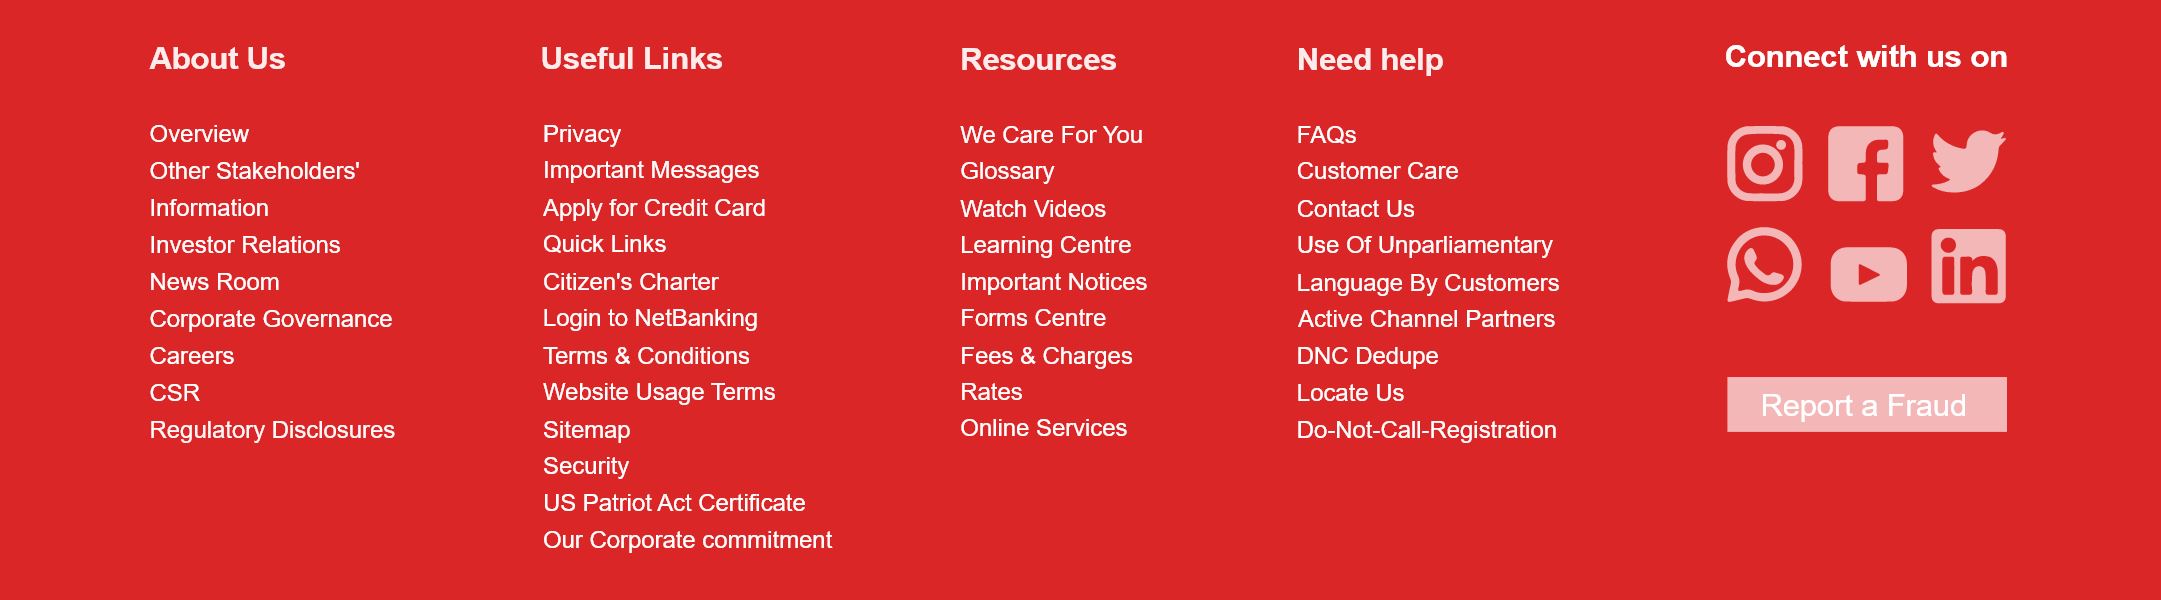 About Us
Overview
Other Stakeholders'
Information
Investor Relations
News Room
Corporate Governance
Careers
CSR
Regulatory Disclosures
Useful Links
Privacy
Important Messages
Apply for Credit Card
Quick Links
Citizen's Charter
Login to NetBanking
Terms & Conditions
Website Usage Terms
Sitemap
Security
US Patriot Act Certificate
Our Corporate commitment
Resources
We Care For You
Glossary
Watch Videos
Learning Centre
Important Notices
Forms Centre
Fees & Charges
Rates
Online Services
Need help
FAQs
Customer Care
Contact Us
Use Of Unparliamentary
Language By Customers
Active Channel Partners
DNC Dedupe
Locate Us
Do-Not-Call-Registration
Connect with us on
in
Report a Fraud